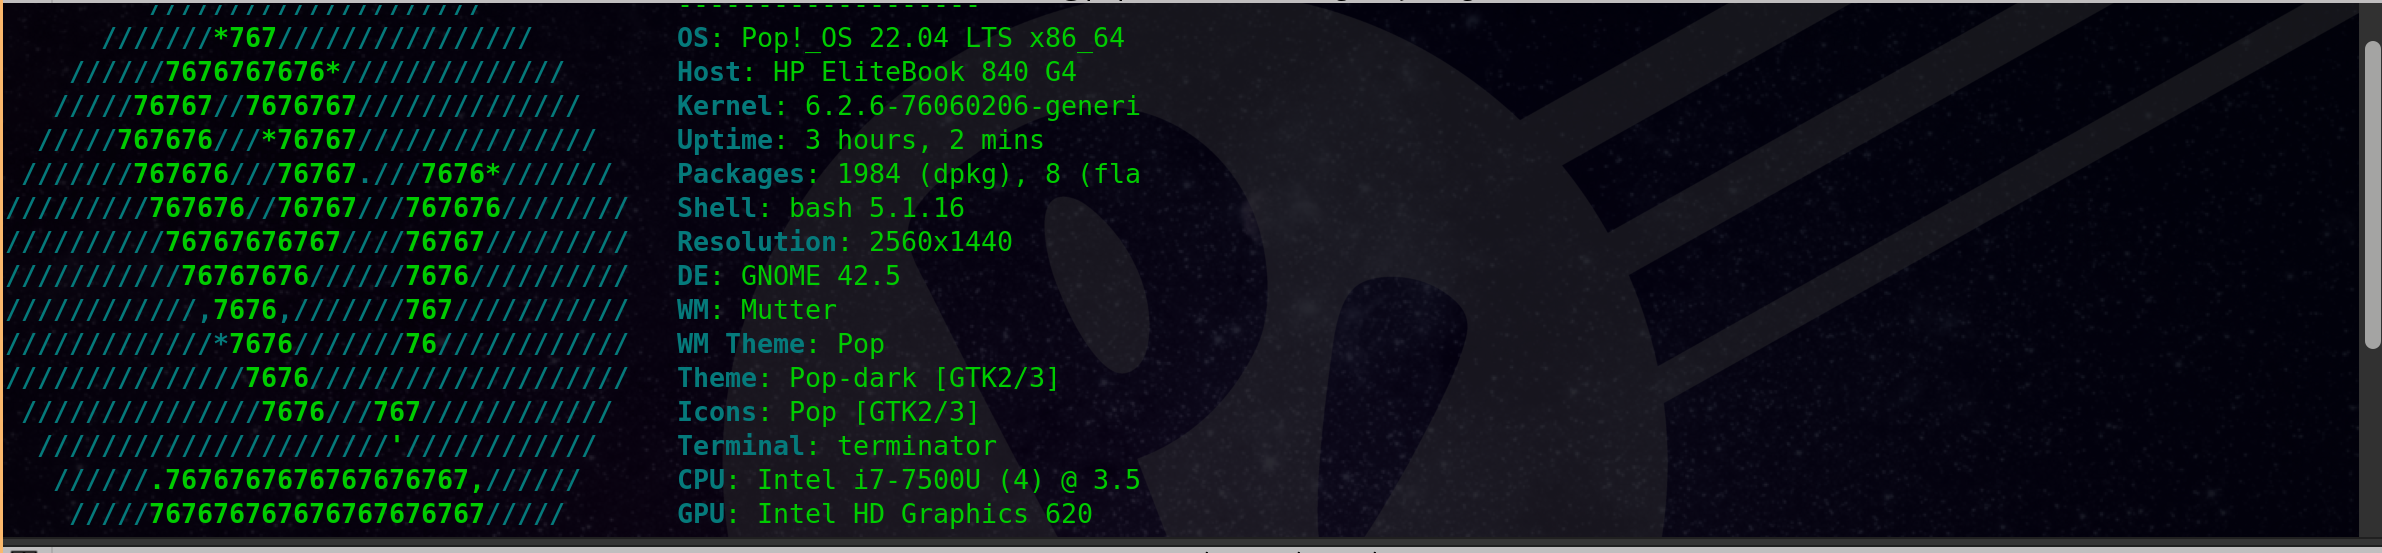 /////////////////////         --------------------
///////*767////////////////         OS: Pop!_OS 22.04 LTS x86_64
//////7676767676*//////////////       Host: HP EliteBook 840 G4
/////76767//7676767//////////////      Kernel: 6.2.6-76060206-generi
/////767676///*76767///////////////     Uptime: 3 hours, 2 mins
///////767676///76767.///7676*///////    Packages: 1984 (dpkg), 8 (fla
/////////767676//76767///767676////////   Shell: bash 5.1.16
//////////76767676767////76767/////////   Resolution: 2560x1440
///////////76767676//////7676//////////   DE: GNOME 42.5
////////////,7676,///////767///////////   WM: Mutter
/////////////*7676///////76////////////   WM Theme: Pop
///////////////7676////////////////////   Theme: Pop-dark [GTK2/3]
///////////////7676///767////////////    Icons: Pop [GTK2/3]
//////////////////////'////////////     Terminal: terminator
//////.7676767676767676767,//////      CPU: Intel i7-7500U (4) @ 3.5
/////767676767676767676767/////       GPU: Intel HD Graphics 620